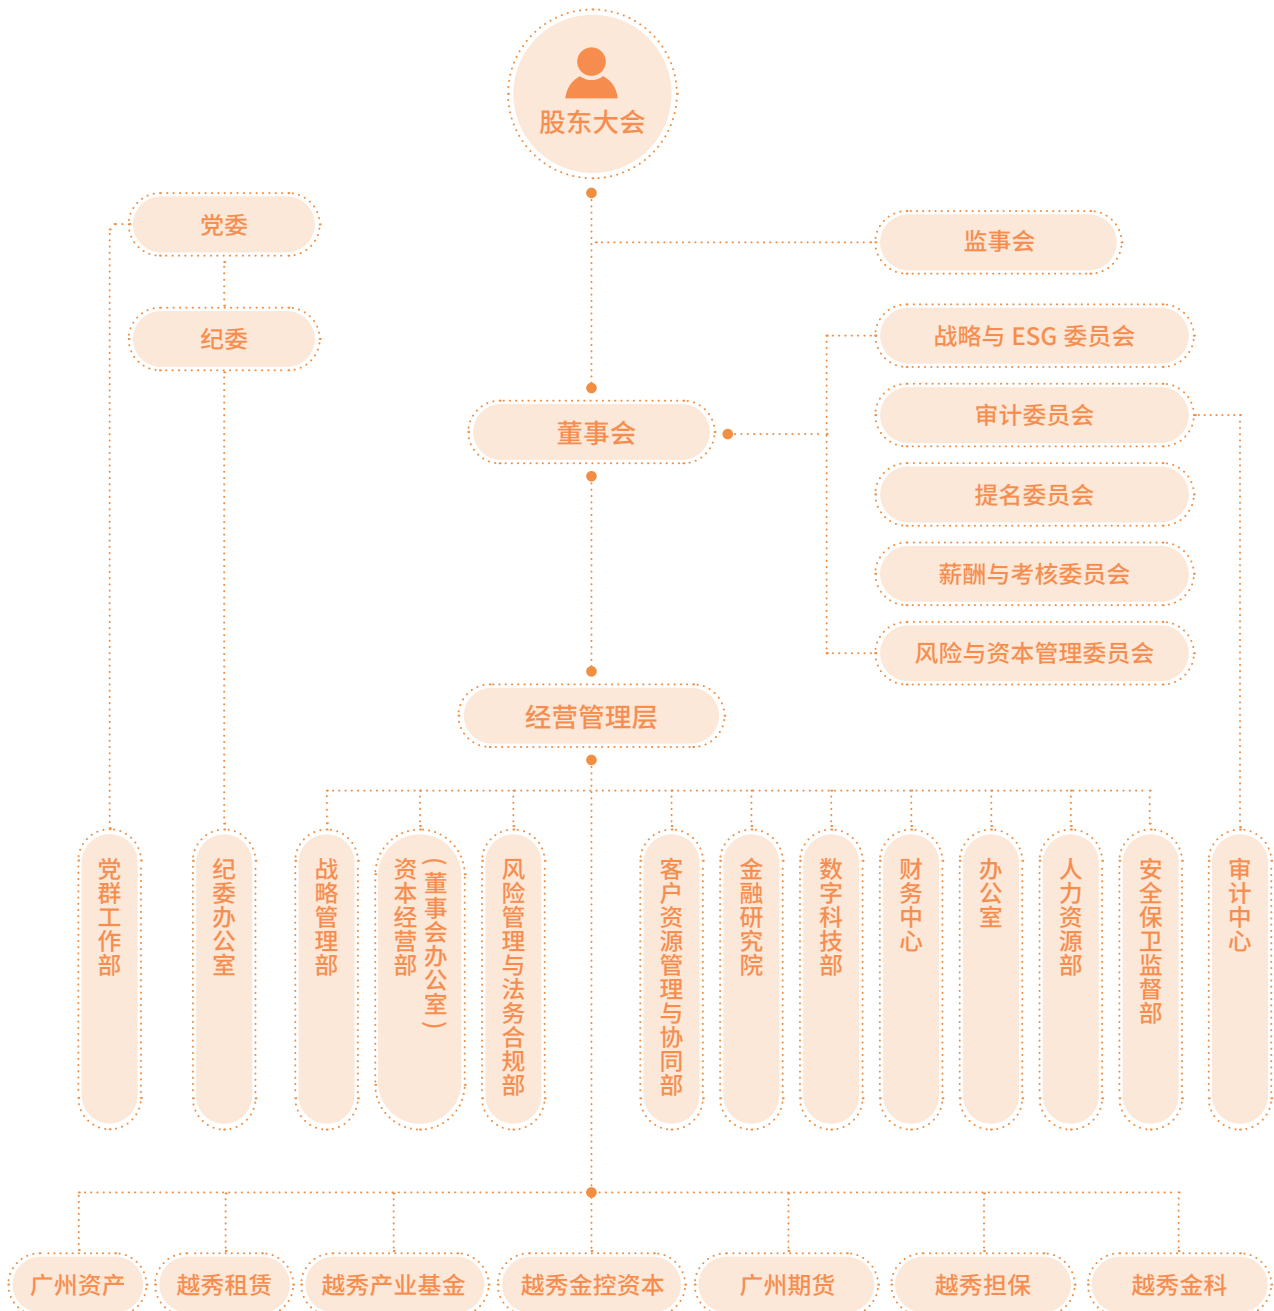 股东大会
党委
监事会
纪委
战略与 ESG 委员会
审计委员会
董事会
提名委员会
薪酬与考核委员会
风险与资本管理委员会
经营管理层
党群工作部
纪委办公室
战略管理部
资本经营部
（董事会办公室）
风险管理与法务合规部
客户资源管理与协同部
金融研究院
数字科技部
财务中心
办公室
人力资源部
安全保卫监督部
审计中心
广州资产
越秀租赁
越秀产业基金
越秀金控资本
广州期货
越秀担保
越秀金科